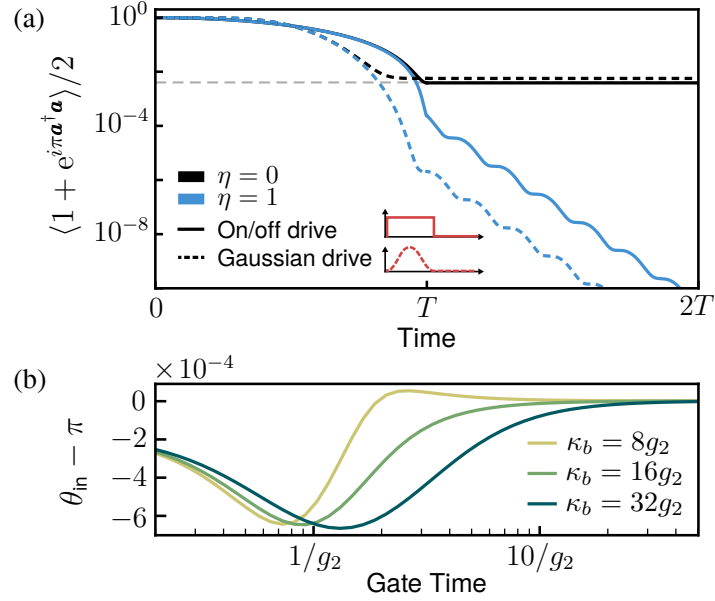 (a)
⟨1 + e^{iπa†a}⟩/2
10^0
10^{-4}
10^{-8}
η = 0
η = 1
On/off drive
Gaussian drive
0
T
2T
Time
(b)
× 10^{-4}
θ_in − π
0
−2
−4
−6
κ_b = 8g_2
κ_b = 16g_2
κ_b = 32g_2
1/g_2
10/g_2
Gate Time